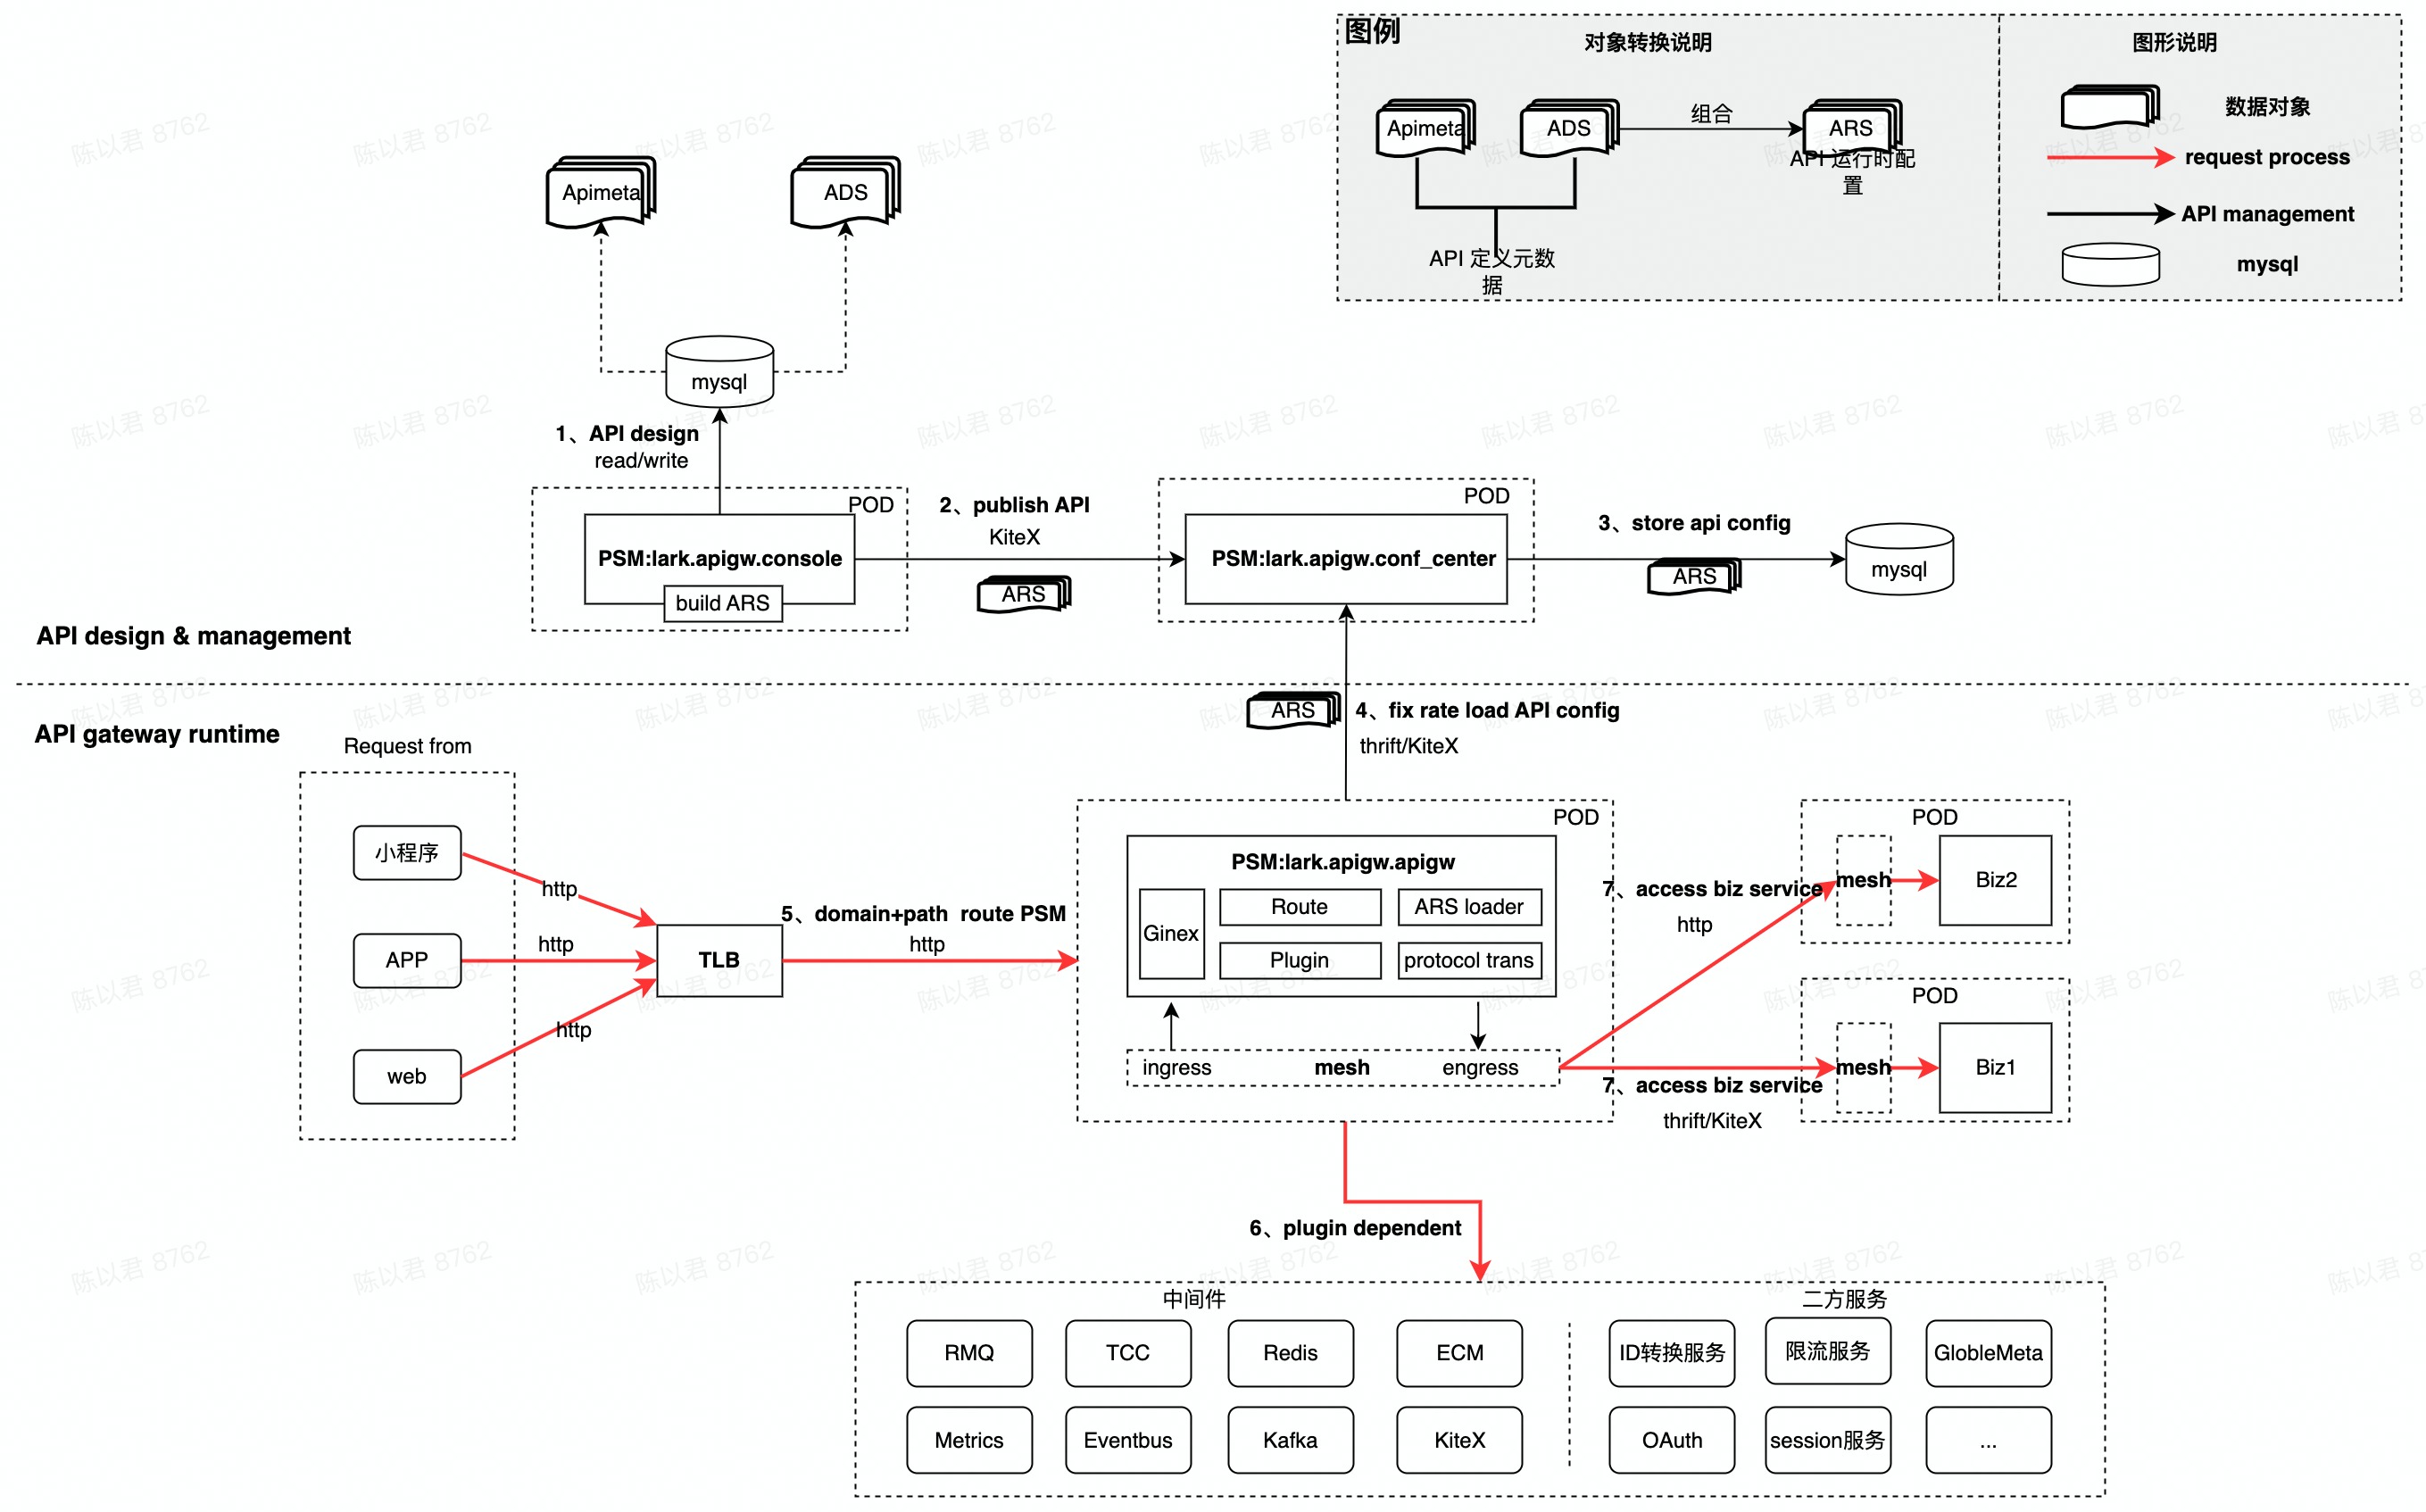 图例
对象转换说明
图形说明
Apimeta
ADS
组合
ARS
API 运行时配
置
API 定义元数
据
数据对象
request process
API management
mysql
Apimeta
ADS
mysql
1、API design
read/write
POD
PSM:lark.apigw.console
build ARS
2、publish API
KiteX
ARS
POD
PSM:lark.apigw.conf_center
3、store api config
ARS
mysql
API design & management
API gateway runtime
ARS
4、fix rate load API config
thrift/KiteX
Request from
小程序
APP
web
http
http
http
TLB
5、domain+path route PSM
http
POD
PSM:lark.apigw.apigw
Ginex
Route
ARS loader
Plugin
protocol trans
ingress
mesh
engress
7、access biz service
http
POD
mesh
Biz2
7、access biz service
thrift/KiteX
POD
mesh
Biz1
6、plugin dependent
中间件
二方服务
RMQ
TCC
Redis
ECM
ID转换服务
限流服务
GlobleMeta
Metrics
Eventbus
Kafka
KiteX
OAuth
session服务
...
陈以君 8762